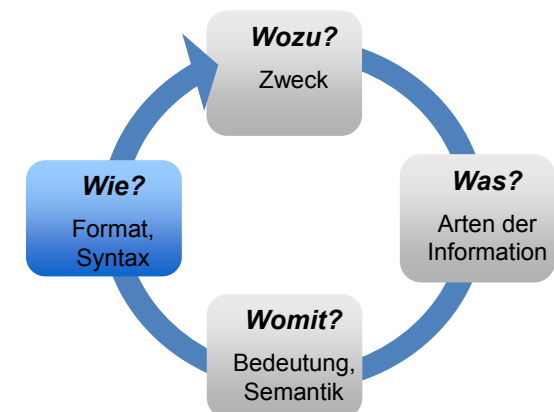 Wozu?
Zweck
Was?
Arten der
Information
Womit?
Bedeutung,
Semantik
Wie?
Format,
Syntax